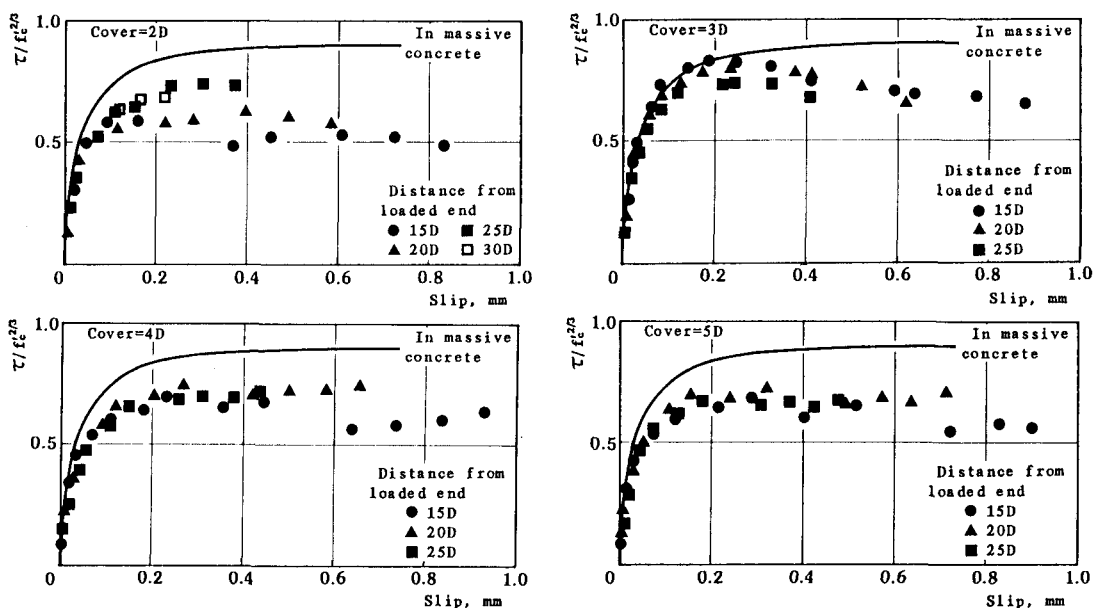 1.0
Cover=2D
In massive
concrete
τ/f'c^2/3
0.5
Distance from
loaded end
● 15D ■ 25D
▲ 20D □ 30D
0 0.2 0.4 0.6 0.8 1.0
Slip, mm
1.0
Cover=3D
In massive
concrete
τ/f'c^2/3
0.5
Distance from
loaded end
● 15D
▲ 20D
■ 25D
0 0.2 0.4 0.6 0.8 1.0
Slip, mm
1.0
Cover=4D
In massive
concrete
τ/f'c^2/3
0.5
Distance from
loaded end
● 15D
▲ 20D
■ 25D
0 0.2 0.4 0.6 0.8 1.0
Slip, mm
1.0
Cover=5D
In massive
concrete
τ/f'c^2/3
0.5
Distance from
loaded end
● 15D
▲ 20D
■ 25D
0 0.2 0.4 0.6 0.8 1.0
Slip, mm